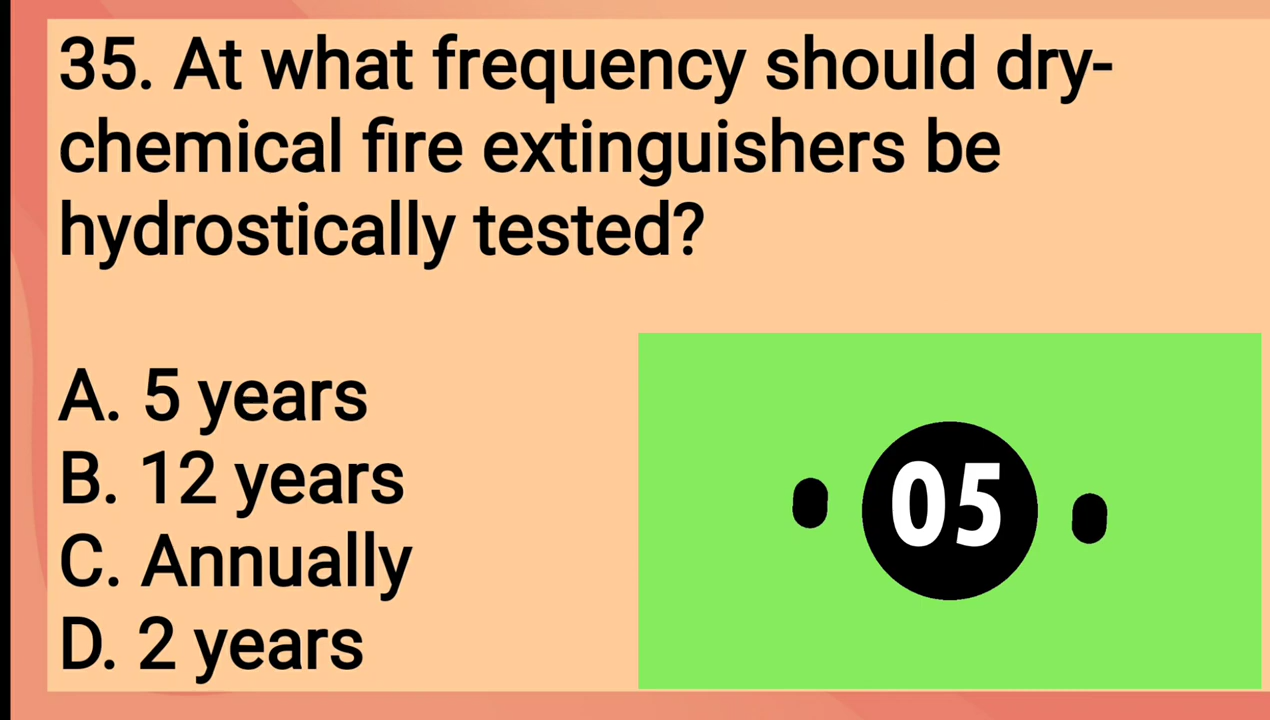 35. At what frequency should dry-
chemical fire extinguishers be
hydrostically tested?
A. 5 years
B. 12 years
C. Annually
D. 2 years
05